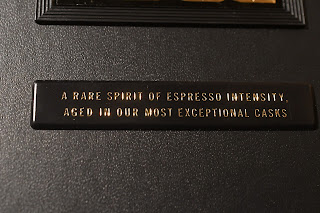 A RARE SPIRIT OF ESPRESSO INTENSITY,
AGED IN OUR MOST EXCEPTIONAL CASKS